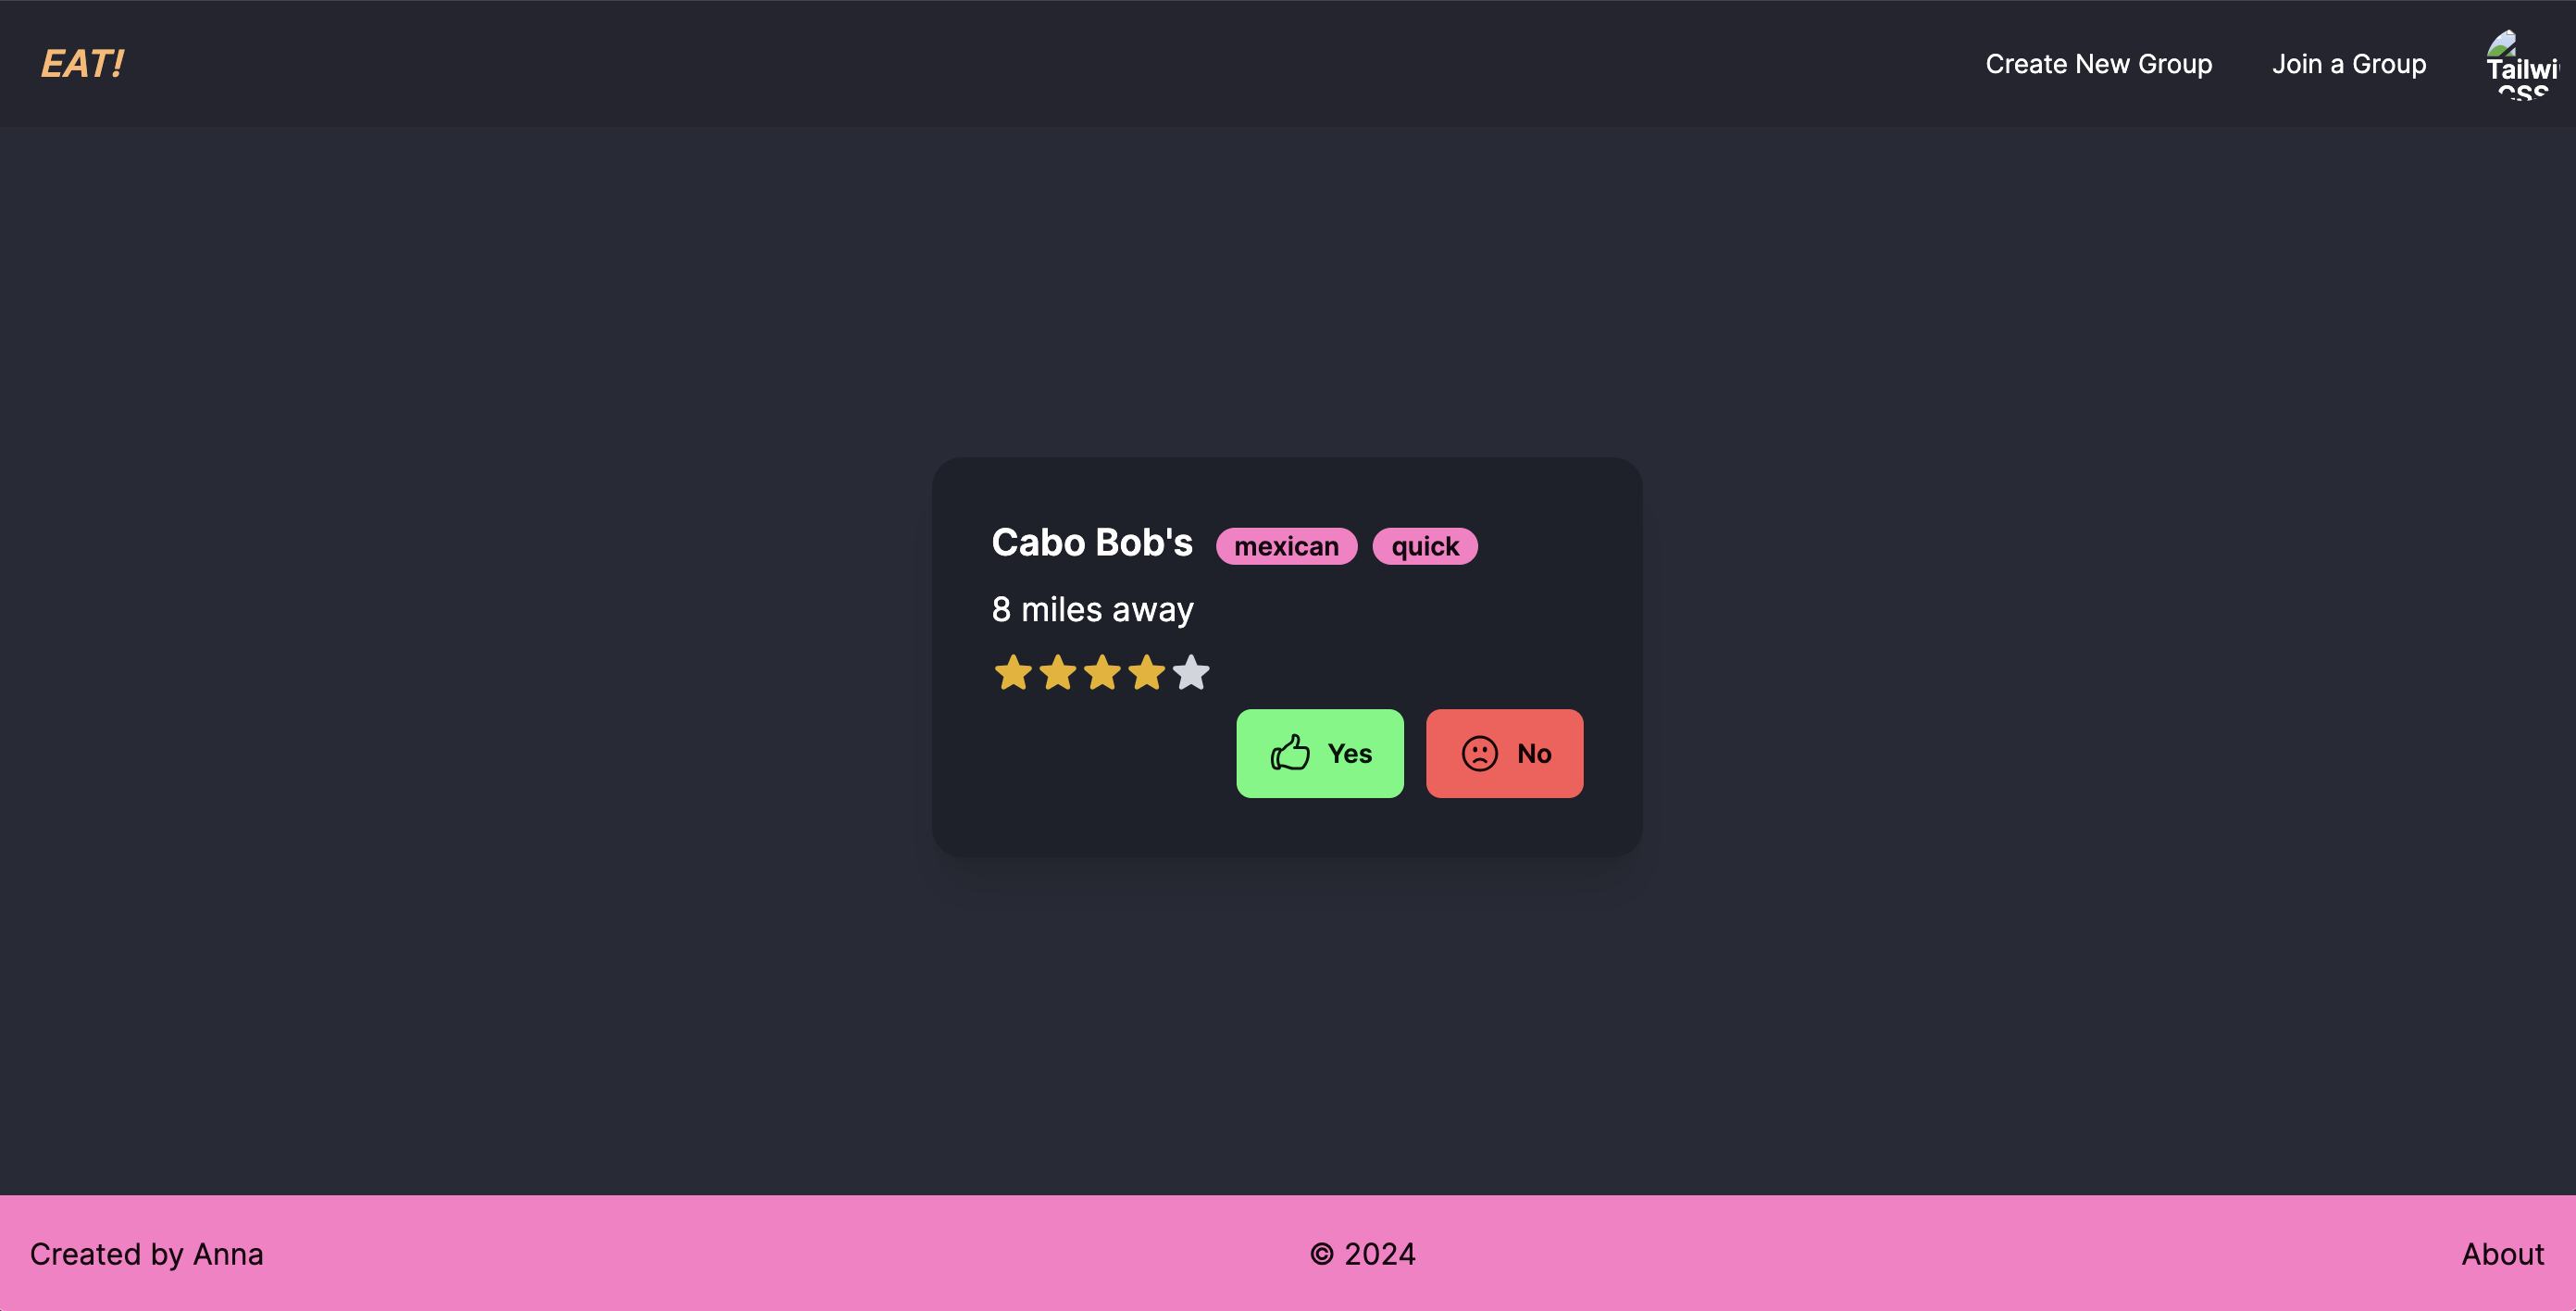 EAT!
Create New Group
Join a Group
Tailwi
CSS
Cabo Bob's
mexican
quick
8 miles away
Yes
No
Created by Anna
© 2024
About